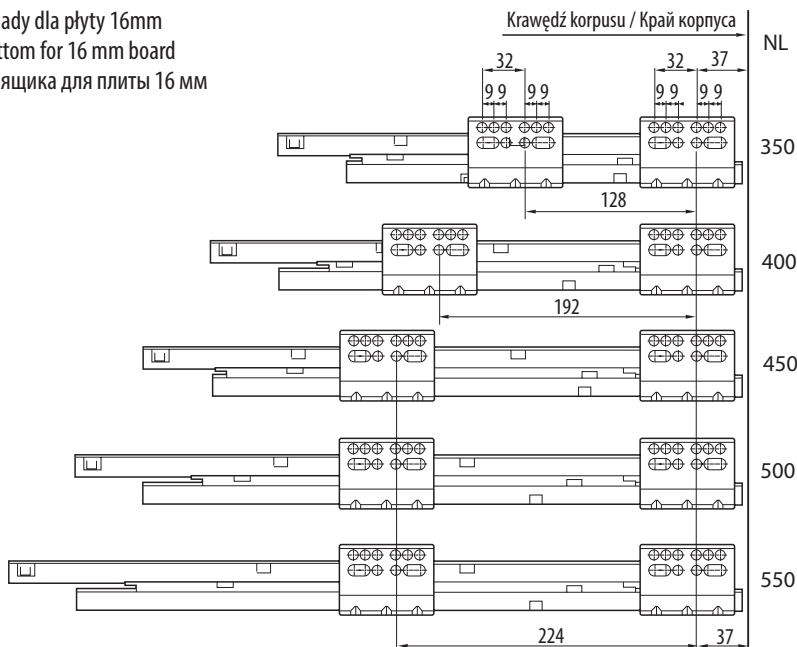 ady dla płyty 16mm
ttom for 16 mm board
ящика для плиты 16 мм
Krawędź korpusu / Край корпуса
NL
32 32 37
9 9 9 9 9 9 9 9
350
128
400
192
450
500
550
224 37